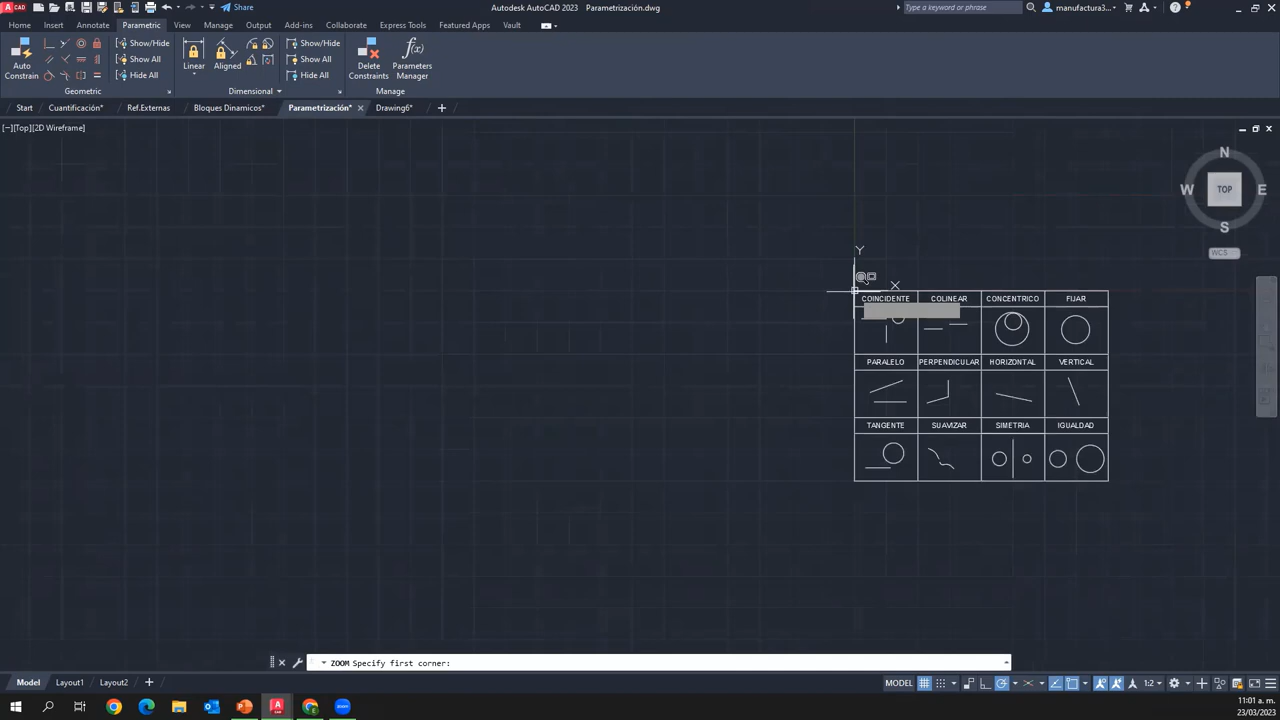 Share
Autodesk AutoCAD 2023 Parametrización.dwg
Type a keyword or phrase
manufactura3...
Home Insert Annotate Parametric View Manage Output Add-ins Collaborate Express Tools Featured Apps Vault
Auto Constrain
Show/Hide
Show All
Hide All
Geometric
Linear
Aligned
Show/Hide
Show All
Hide All
Dimensional
Delete Constraints
Parameters Manager
Manage
Start Cuantificación* Ref.Externas Bloques Dinamicos* Parametrización* Drawing6*
[−][Top][2D Wireframe]
N
W TOP E
S
WCS
Y
X
COINCIDENTE COLINEAR CONCENTRICO FIJAR
PARALELO PERPENDICULAR HORIZONTAL VERTICAL
TANGENTE SUAVIZAR SIMETRIA IGUALDAD
ZOOM Specify first corner:
Model Layout1 Layout2
MODEL 1:2
zoom
11:01 a. m.
23/03/2023